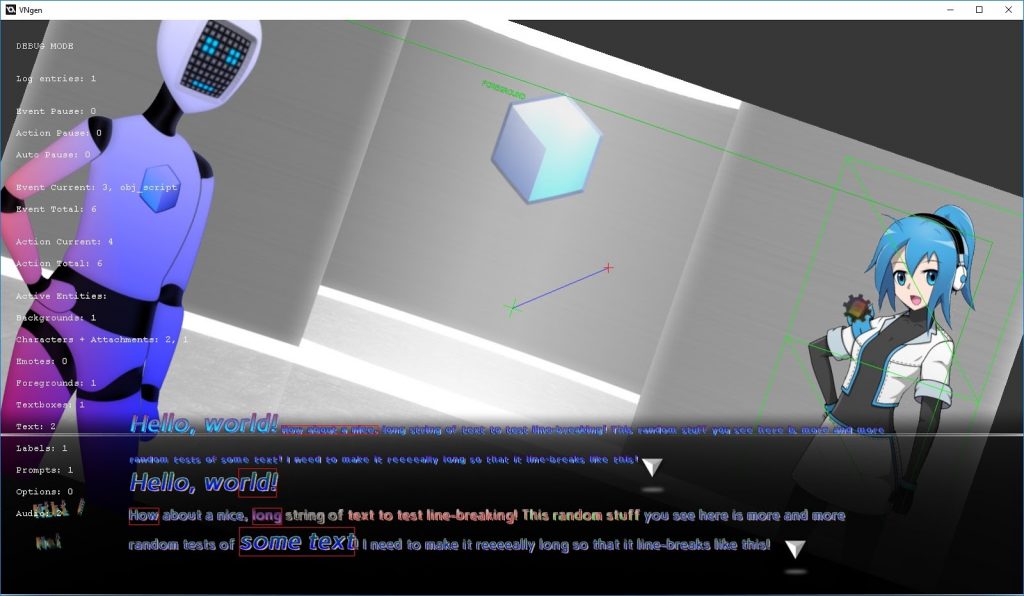 VNgen
DEBUG MODE
Log entries: 1
Event Pause: 0
Action Pause: 0
Auto Pause: 0
Event Current: 3, obj_script
Event Total: 6
Action Current: 4
Action Total: 6
Active Entities:
Backgrounds: 1
Characters + Attachments: 2, 1
Emotes: 0
Foregrounds: 1
Textboxes: 1
Text: 2
Labels: 1
Prompts: 1
Options: 0
Audio: 2
FOREGROUND
Hello, world! How about a nice, long string of text to test line-breaking! This random stuff you see here is more and more
random tests of some text! I need to make it reeeeally long so that it line-breaks like this!
Hello, world!
How about a nice, long string of text to test line-breaking! This random stuff you see here is more and more
random tests of some text! I need to make it reeeeally long so that it line-breaks like this!